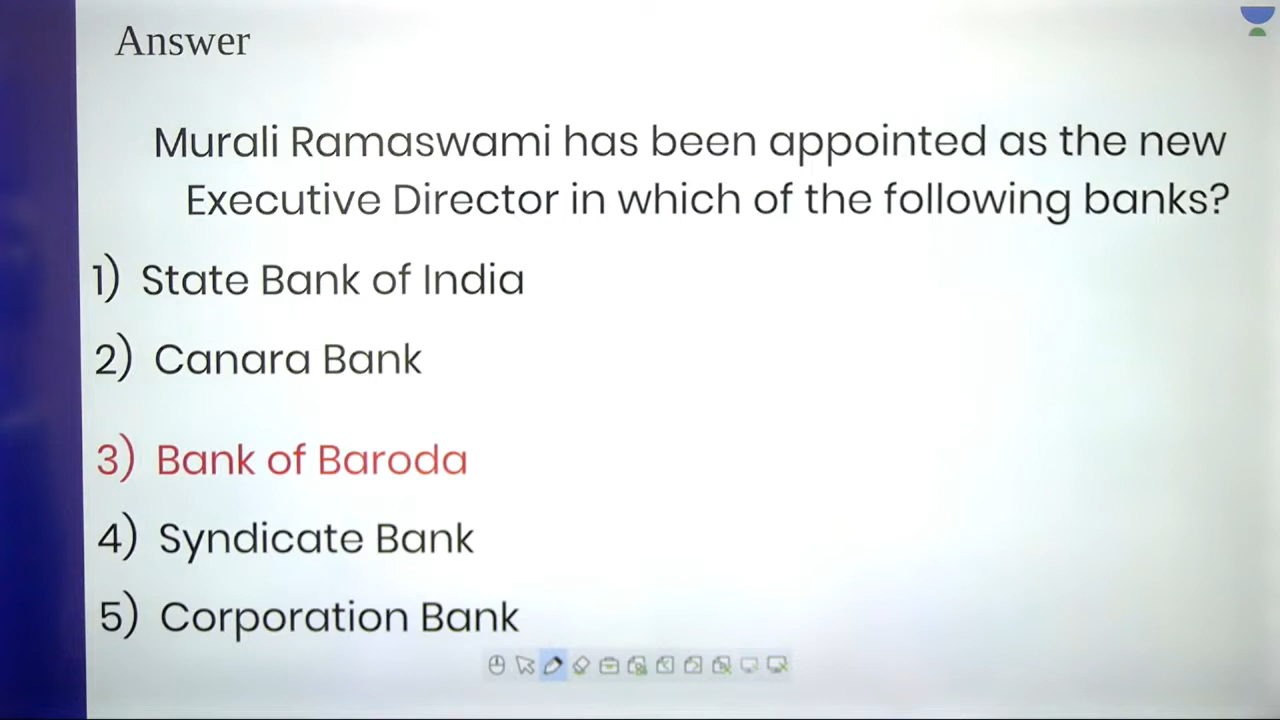 Answer
Murali Ramaswami has been appointed as the new
Executive Director in which of the following banks?
1) State Bank of India
2) Canara Bank
3) Bank of Baroda
4) Syndicate Bank
5) Corporation Bank